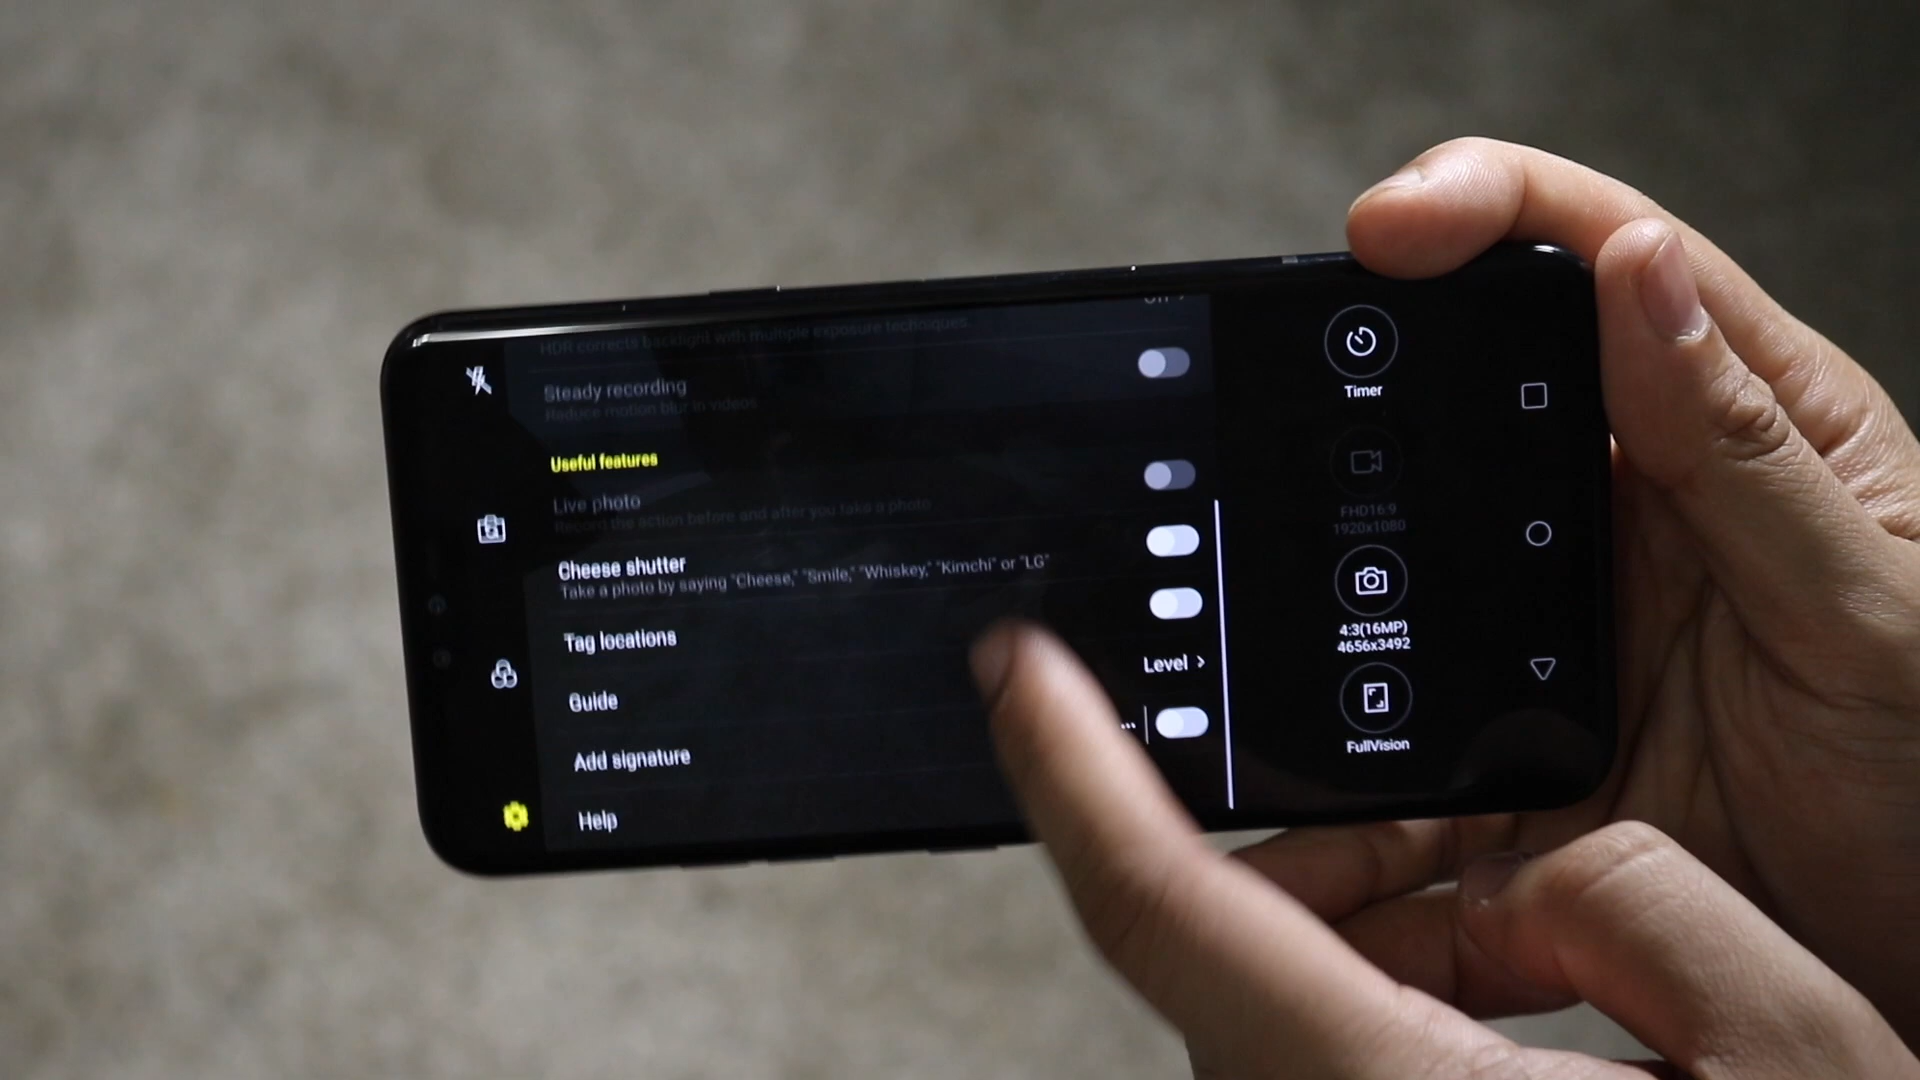 HDR corrects backlight with multiple exposure techniques.
Steady recording
Reduce motion blur in videos
Useful features
Live photo
Record the action before and after you take a photo
Cheese shutter
Take a photo by saying "Cheese," "Smile," "Whiskey," "Kimchi" or "LG"
Tag locations
Guide
Level >
Add signature
...
Help
Timer
FHD16:9
1920x1080
4:3(16MP)
4656x3492
FullVision